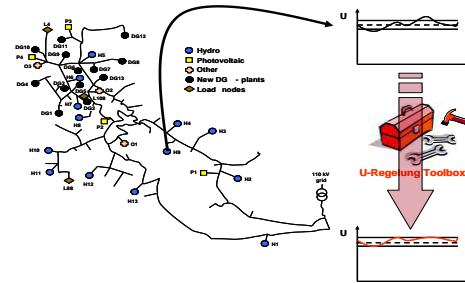 L4
P3
DG12
U
DG10
DG11
P4
DG9
H5
Hydro
O3
DG6
DG8
Photovoltaic
H6
DG7
Other
DG4
DG3
DG5
DG13
New DG - plants
L108
O2
Load nodes
H7
DG2
DG1
H8
P2
H4
H3
O1
H10
H9
U-Regelung Toolbox
H11
P1
H2
110 kV
grid
L88
H12
H13
U
H1